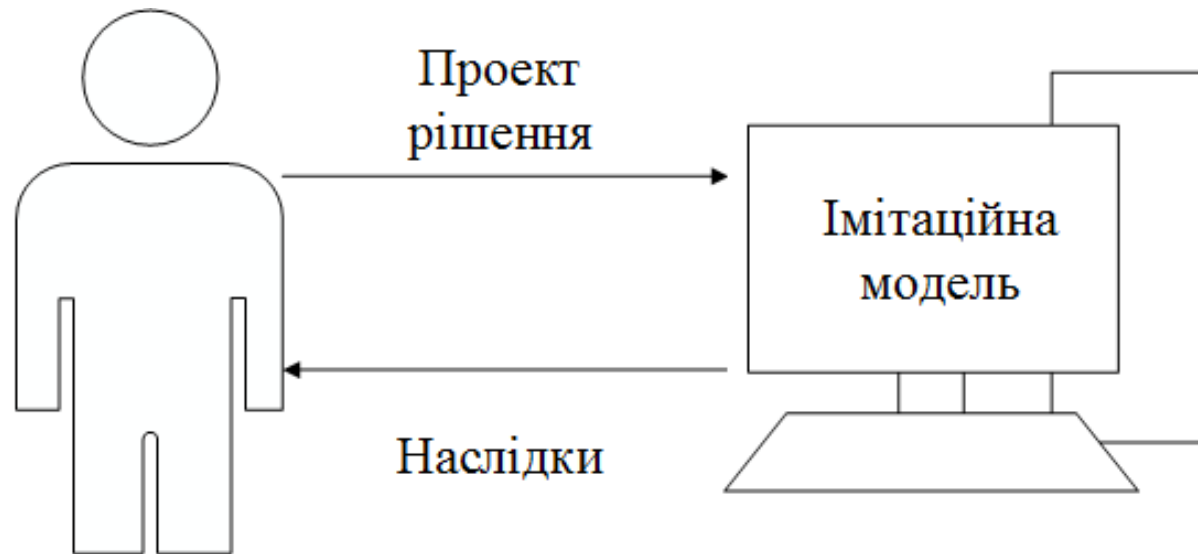 Проект
рішення
Імітаційна
модель
Наслідки